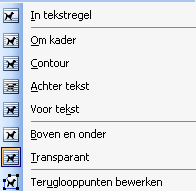 In tekstregel
Om kader
Contour
Achter tekst
Voor tekst
Boven en onder
Transparant
Teruglooppunten bewerken